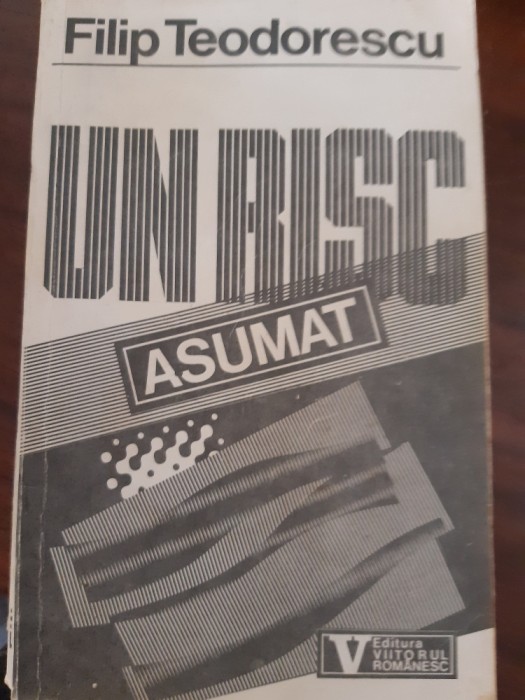 Filip Teodorescu
UN RISC
ASUMAT
V
Editura
VIITORUL
ROMÂNESC